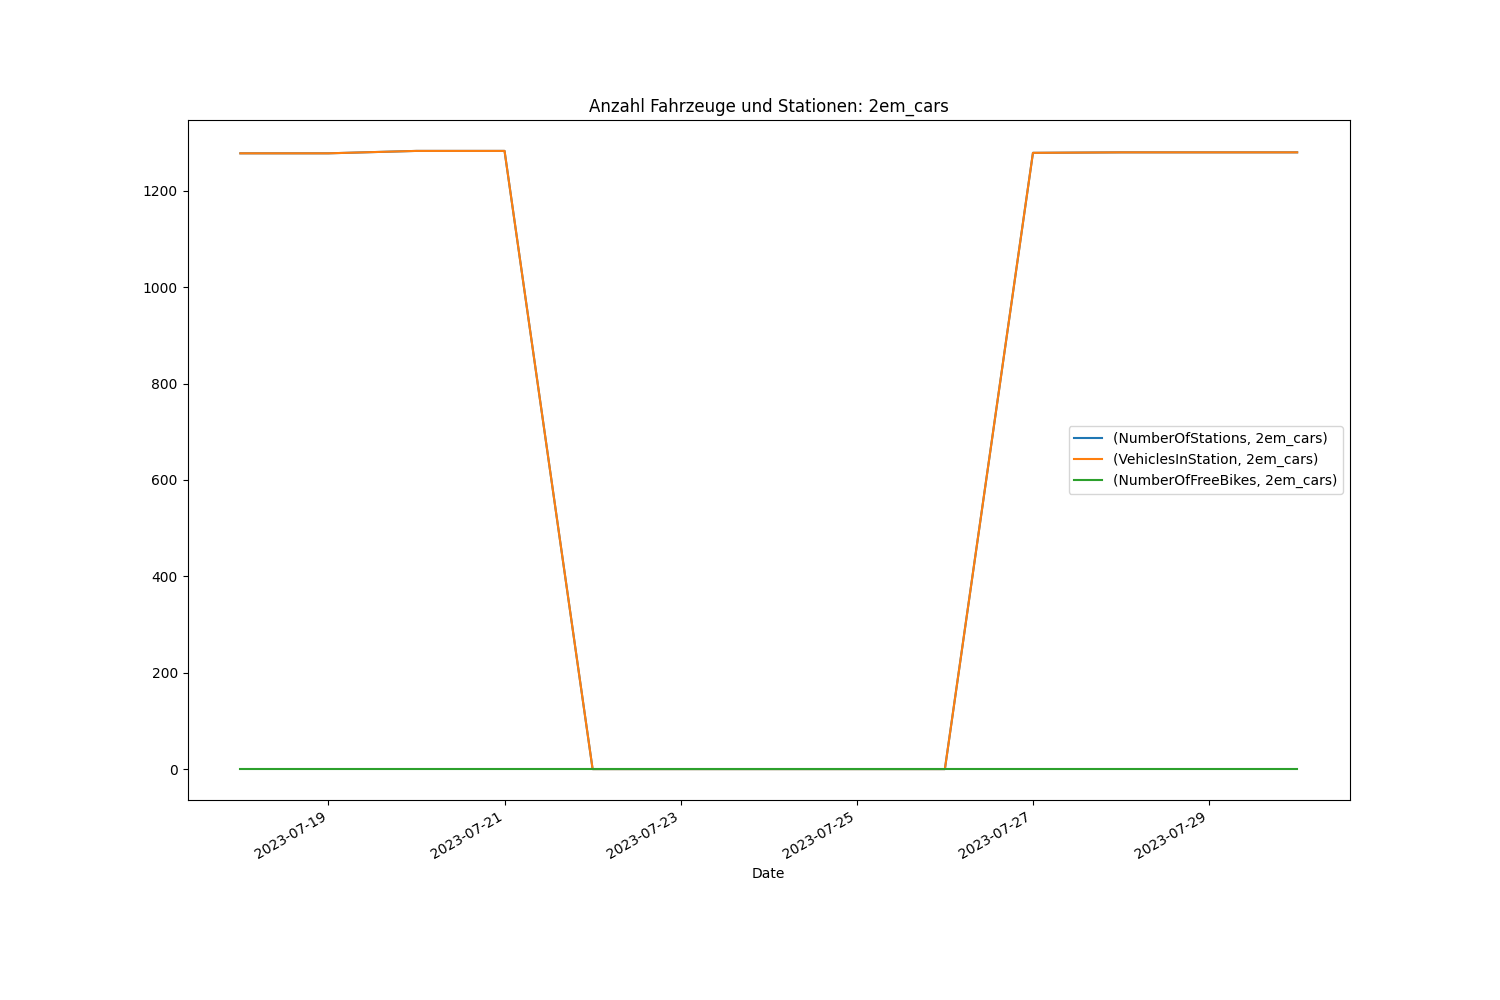 Anzahl Fahrzeuge und Stationen: 2em_cars
1200
1000
800
600
400
200
0
(NumberOfStations, 2em_cars)
(VehiclesInStation, 2em_cars)
(NumberOfFreeBikes, 2em_cars)
2023-07-19
2023-07-21
2023-07-23
2023-07-25
2023-07-27
2023-07-29
Date